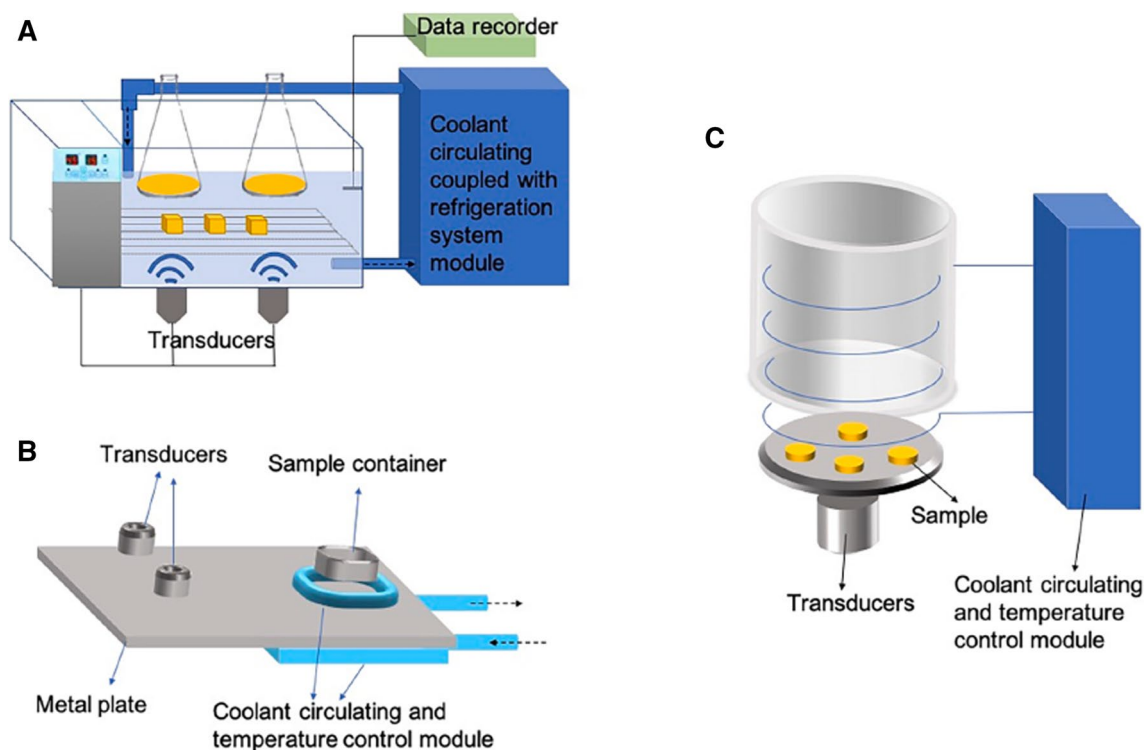 A
Data recorder
Coolant
circulating
coupled with
refrigeration
system
module
Transducers
B
Transducers
Sample container
Metal plate
Coolant circulating and
temperature control module
C
Sample
Transducers
Coolant circulating
and temperature
control module